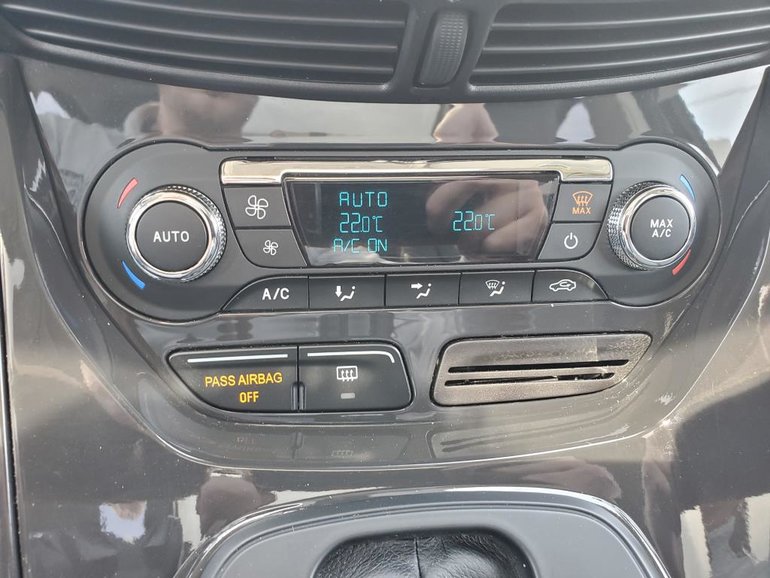 AUTO
22.0°C
A/C ON
22.0°C
MAX
AUTO
MAX
A/C
A/C
PASS AIRBAG
OFF